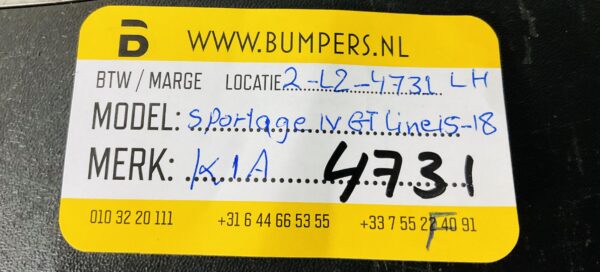 B WWW.BUMPERS.NL
BTW / MARGE LOCATIE 2-L2-4731 LH
MODEL: Sportage IV GT Line 15-18
MERK: KIA 4731
010 32 20 111 +31 6 44 66 53 55 +33 7 55 22 40 91
F